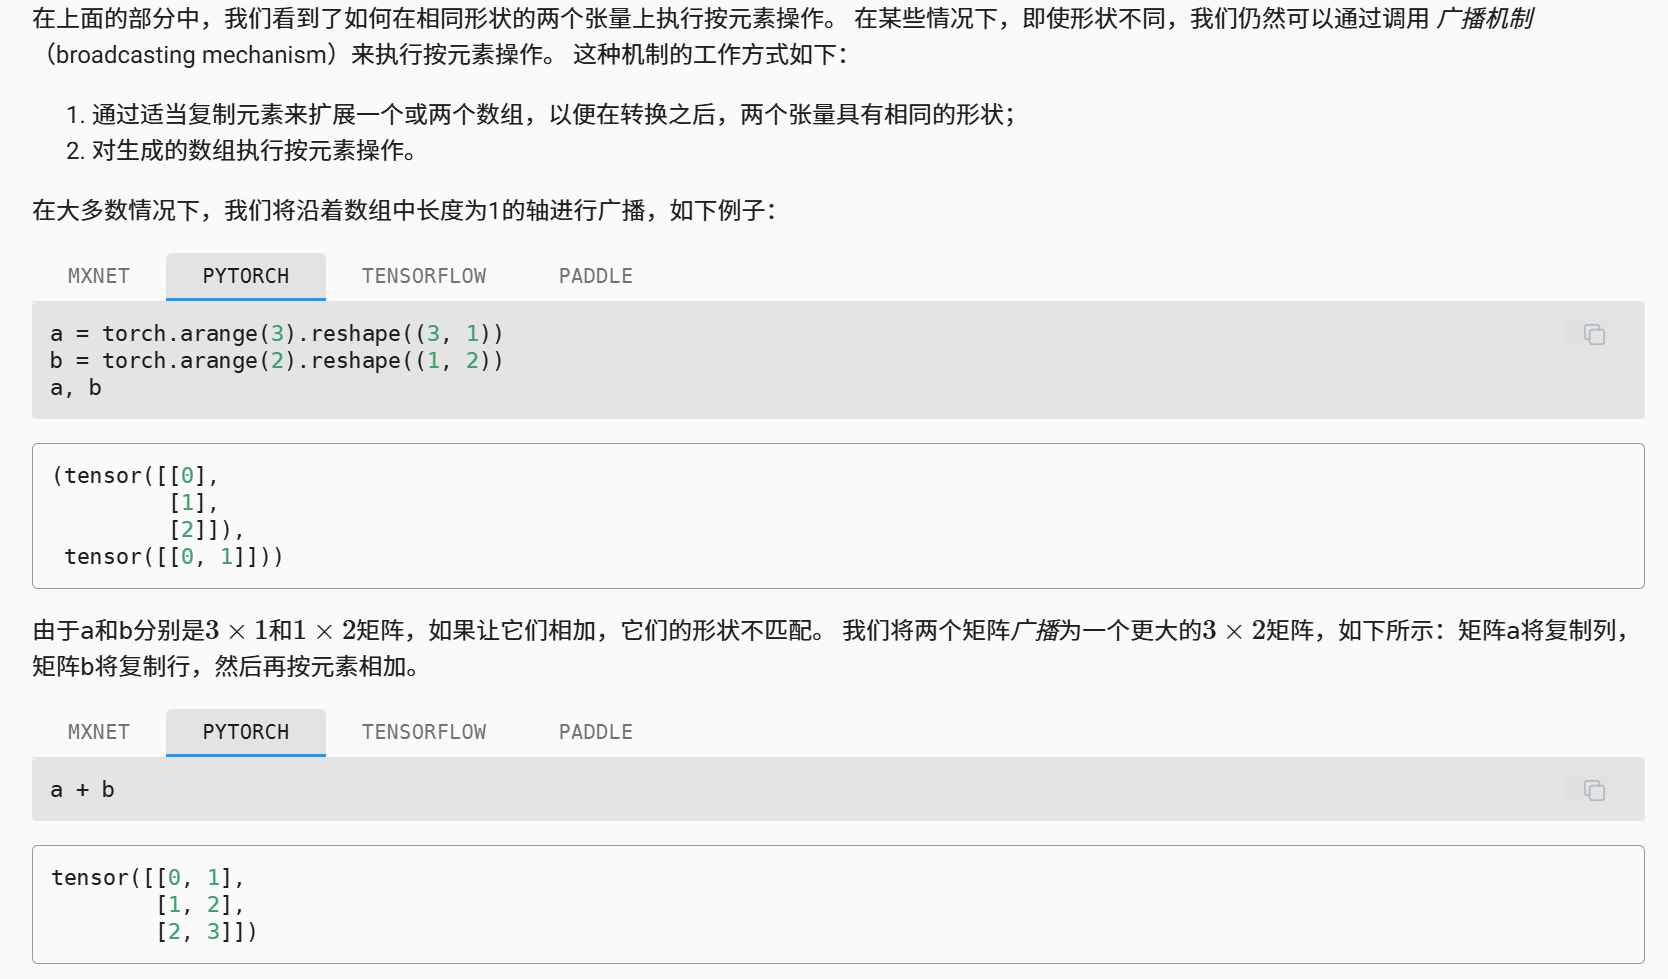 在上面的部分中，我们看到了如何在相同形状的两个张量上执行按元素操作。 在某些情况下，即使形状不同，我们仍然可以通过调用 广播机制
（broadcasting mechanism）来执行按元素操作。 这种机制的工作方式如下：
1. 通过适当复制元素来扩展一个或两个数组，以便在转换之后，两个张量具有相同的形状；
2. 对生成的数组执行按元素操作。
在大多数情况下，我们将沿着数组中长度为1的轴进行广播，如下例子：
MXNET PYTORCH TENSORFLOW PADDLE
a = torch.arange(3).reshape((3, 1))
b = torch.arange(2).reshape((1, 2))
a, b
(tensor([[0],
         [1],
         [2]]),
 tensor([[0, 1]]))
由于a和b分别是3 × 1和1 × 2矩阵，如果让它们相加，它们的形状不匹配。 我们将两个矩阵广播为一个更大的3 × 2矩阵，如下所示：矩阵a将复制列，
矩阵b将复制行，然后再按元素相加。
MXNET PYTORCH TENSORFLOW PADDLE
a + b
tensor([[0, 1],
        [1, 2],
        [2, 3]])